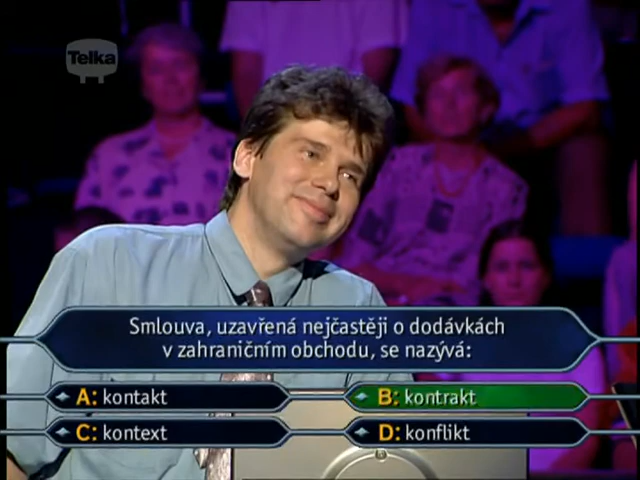 Telka
Smlouva, uzavřená nejčastěji o dodávkách
v zahraničním obchodu, se nazývá:
A: kontakt
B: kontrakt
C: kontext
D: konflikt